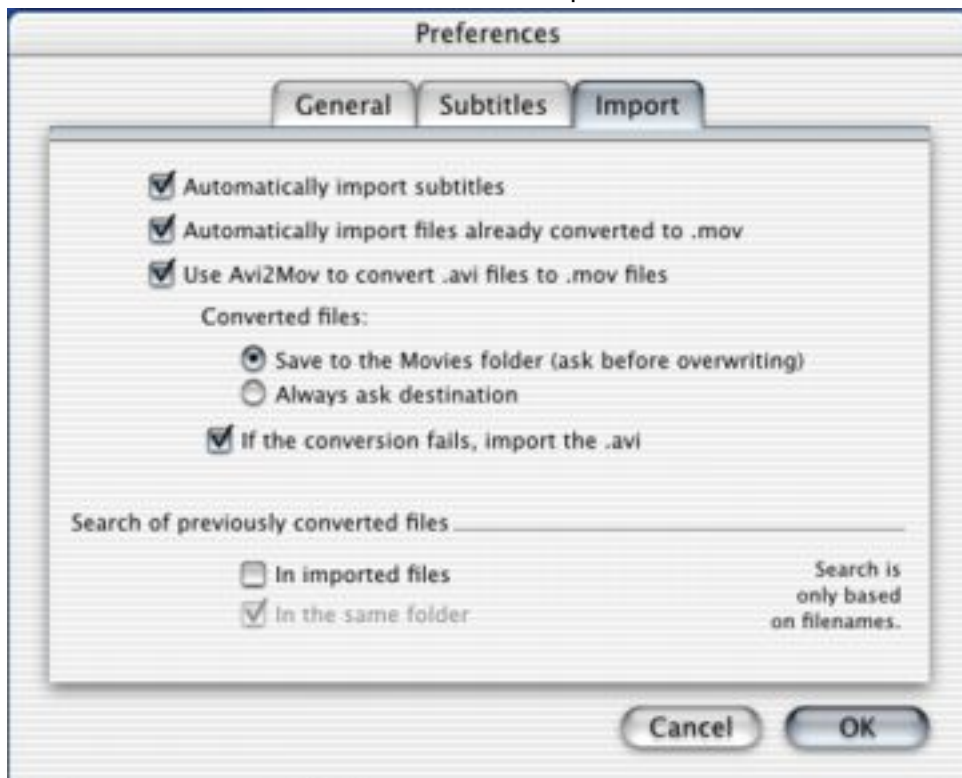 Preferences
General Subtitles Import
Automatically import subtitles
Automatically import files already converted to .mov
Use Avi2Mov to convert .avi files to .mov files
Converted files:
Save to the Movies folder (ask before overwriting)
Always ask destination
If the conversion fails, import the .avi
Search of previously converted files
In imported files
In the same folder
Search is
only based
on filenames.
Cancel OK